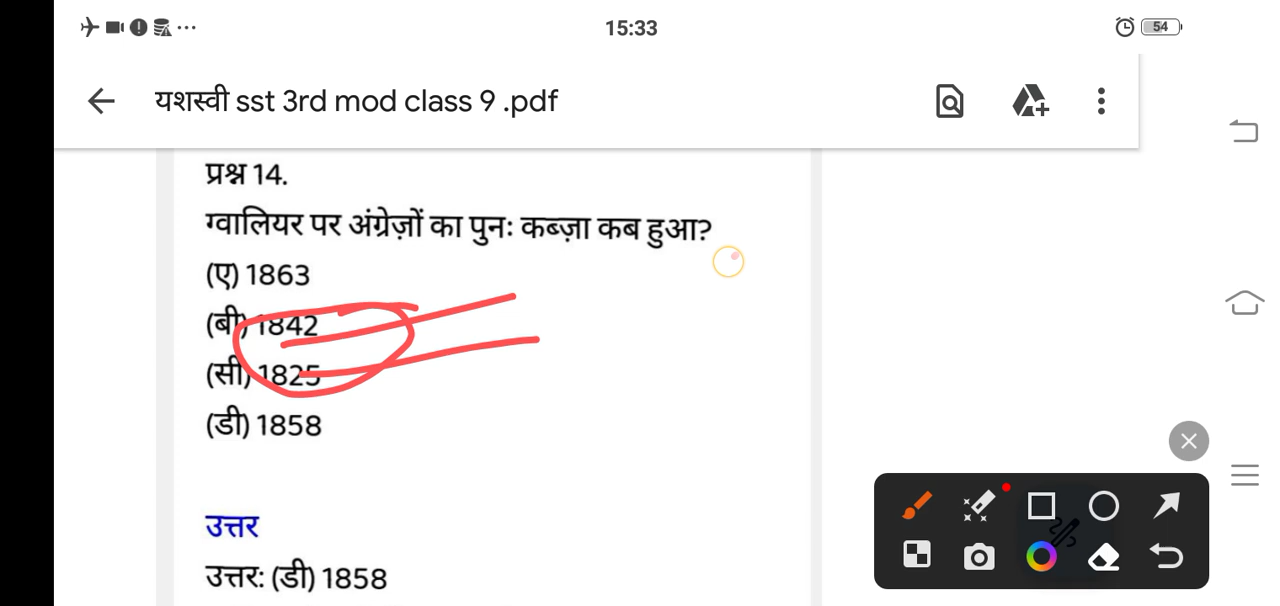 15:33
54
यशस्वी sst 3rd mod class 9 .pdf
प्रश्न 14.
ग्वालियर पर अंग्रेज़ों का पुनः कब्ज़ा कब हुआ?
(ए) 1863
(बी) 1842
(सी) 1825
(डी) 1858
उत्तर
उत्तर: (डी) 1858